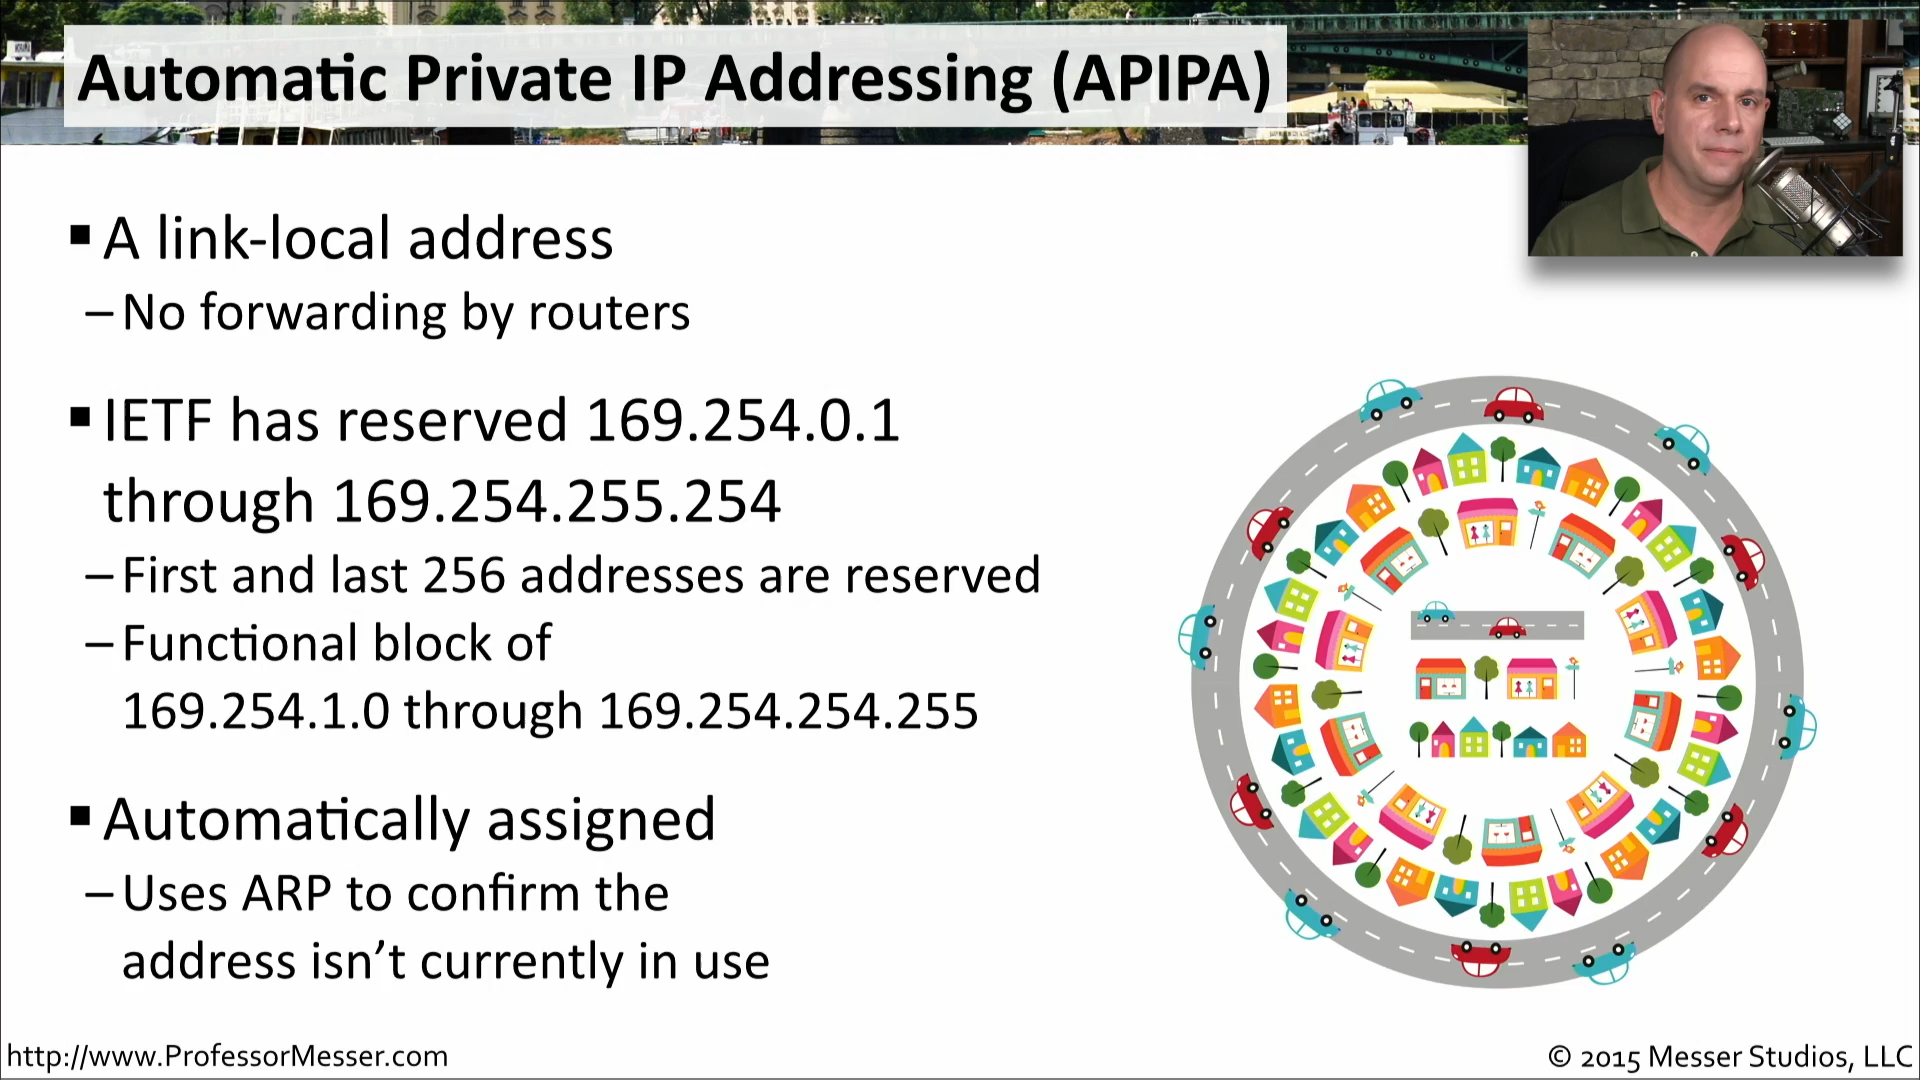 Automatic Private IP Addressing (APIPA)
▪ A link-local address
– No forwarding by routers
▪ IETF has reserved 169.254.0.1
through 169.254.255.254
– First and last 256 addresses are reserved
– Functional block of
169.254.1.0 through 169.254.254.255
▪ Automatically assigned
– Uses ARP to confirm the
address isn’t currently in use
http://www.ProfessorMesser.com
© 2015 Messer Studios, LLC